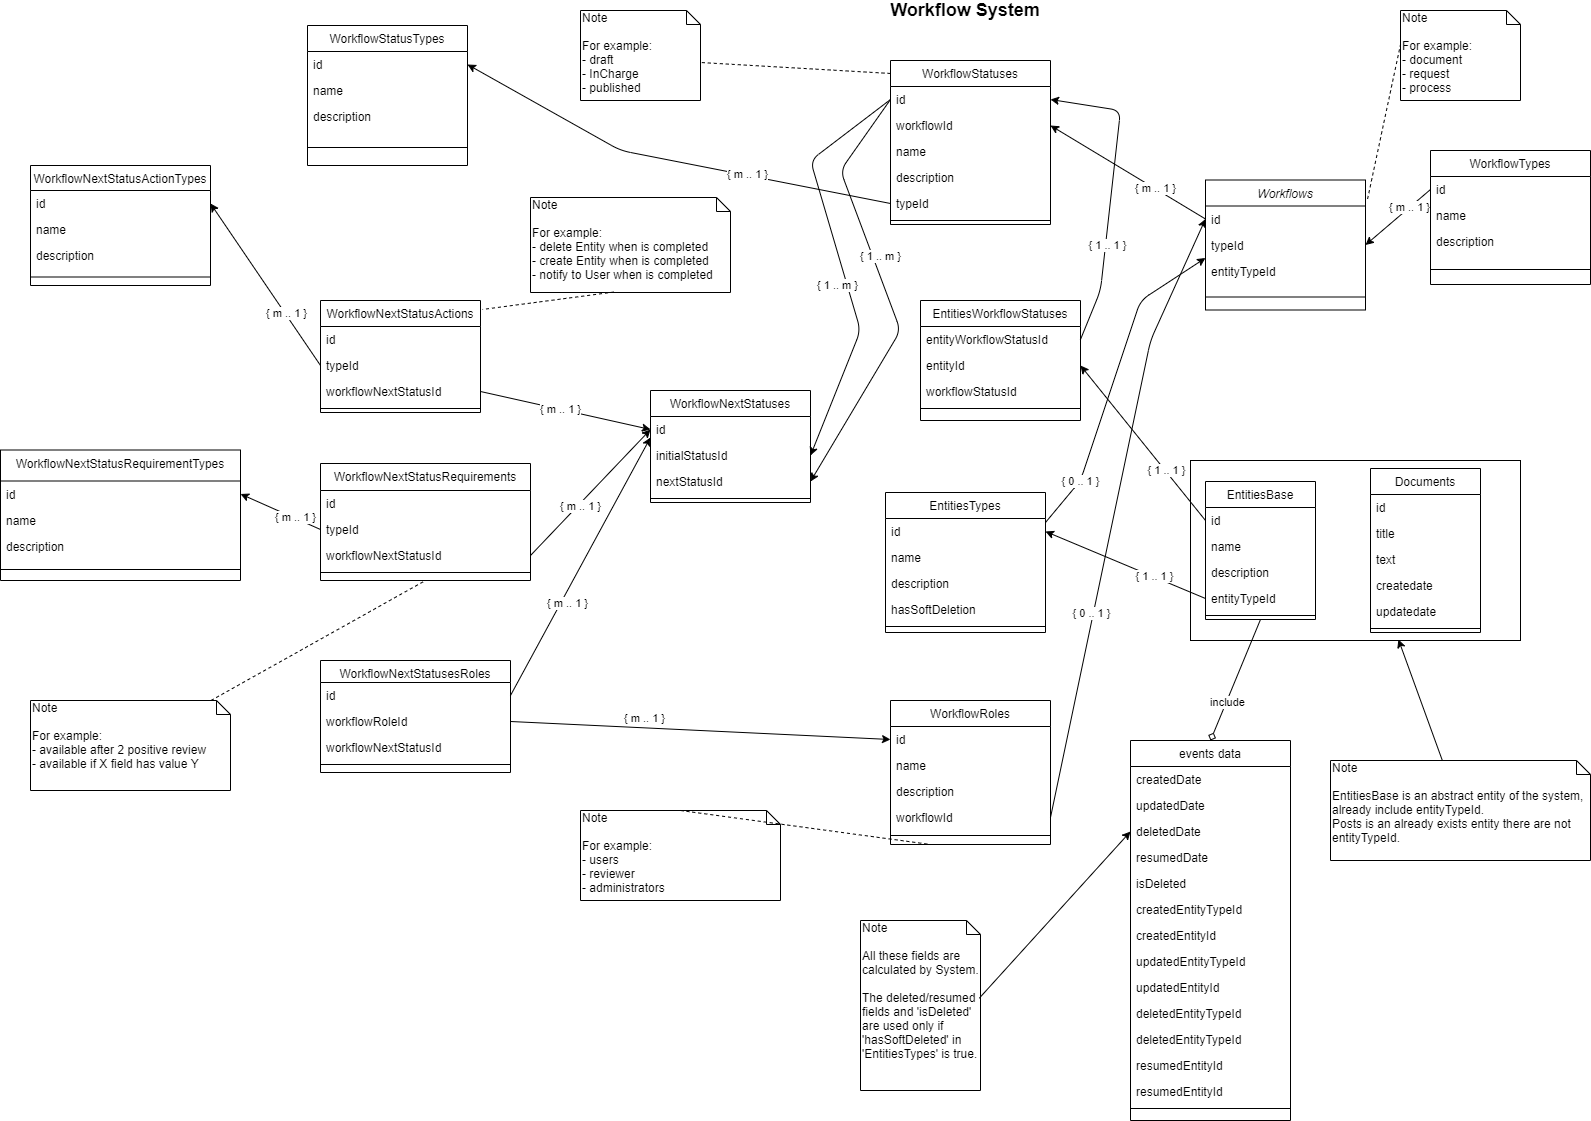 Workflow System
WorkflowStatusTypes
id
name
description
Note
For example:
- draft
- InCharge
- published
WorkflowStatuses
id
workflowId
name
description
typeId
Note
For example:
- document
- request
- process
WorkflowTypes
id
name
description
Workflows
id
typeId
entityTypeId
{ m .. 1 }
{ m .. 1 }
{ m .. 1 }
WorkflowNextStatusActionTypes
id
name
description
Note
For example:
- delete Entity when is completed
- create Entity when is completed
- notify to User when is completed
{ 1 .. 1 }
{ 1 .. m }
{ 1 .. m }
{ m .. 1 }
WorkflowNextStatusActions
id
typeId
workflowNextStatusId
EntitiesWorkflowStatuses
entityWorkflowStatusId
entityId
workflowStatusId
{ m .. 1 }
WorkflowNextStatuses
id
initialStatusId
nextStatusId
WorkflowNextStatusRequirementTypes
id
name
description
{ m .. 1 }
WorkflowNextStatusRequirements
id
typeId
workflowNextStatusId
{ m .. 1 }
{ 0 .. 1 }
{ 1 .. 1 }
EntitiesTypes
id
name
description
hasSoftDeletion
{ 1 .. 1 }
EntitiesBase
id
name
description
entityTypeId
Documents
id
title
text
createdate
updatedate
{ m .. 1 }
{ 0 .. 1 }
WorkflowNextStatusesRoles
id
workflowRoleId
workflowNextStatusId
{ m .. 1 }
WorkflowRoles
id
name
description
workflowId
include
Note
For example:
- available after 2 positive review
- available if X field has value Y
Note
For example:
- users
- reviewer
- administrators
events data
createdDate
updatedDate
deletedDate
resumedDate
isDeleted
createdEntityTypeId
createdEntityId
updatedEntityTypeId
updatedEntityId
deletedEntityTypeId
deletedEntityTypeId
resumedEntityId
resumedEntityId
Note
EntitiesBase is an abstract entity of the system,
already include entityTypeId.
Posts is an already exists entity there are not
entityTypeId.
Note
All these fields are
calculated by System.
The deleted/resumed
fields and 'isDeleted'
are used only if
'hasSoftDeleted' in
'EntitiesTypes' is true.